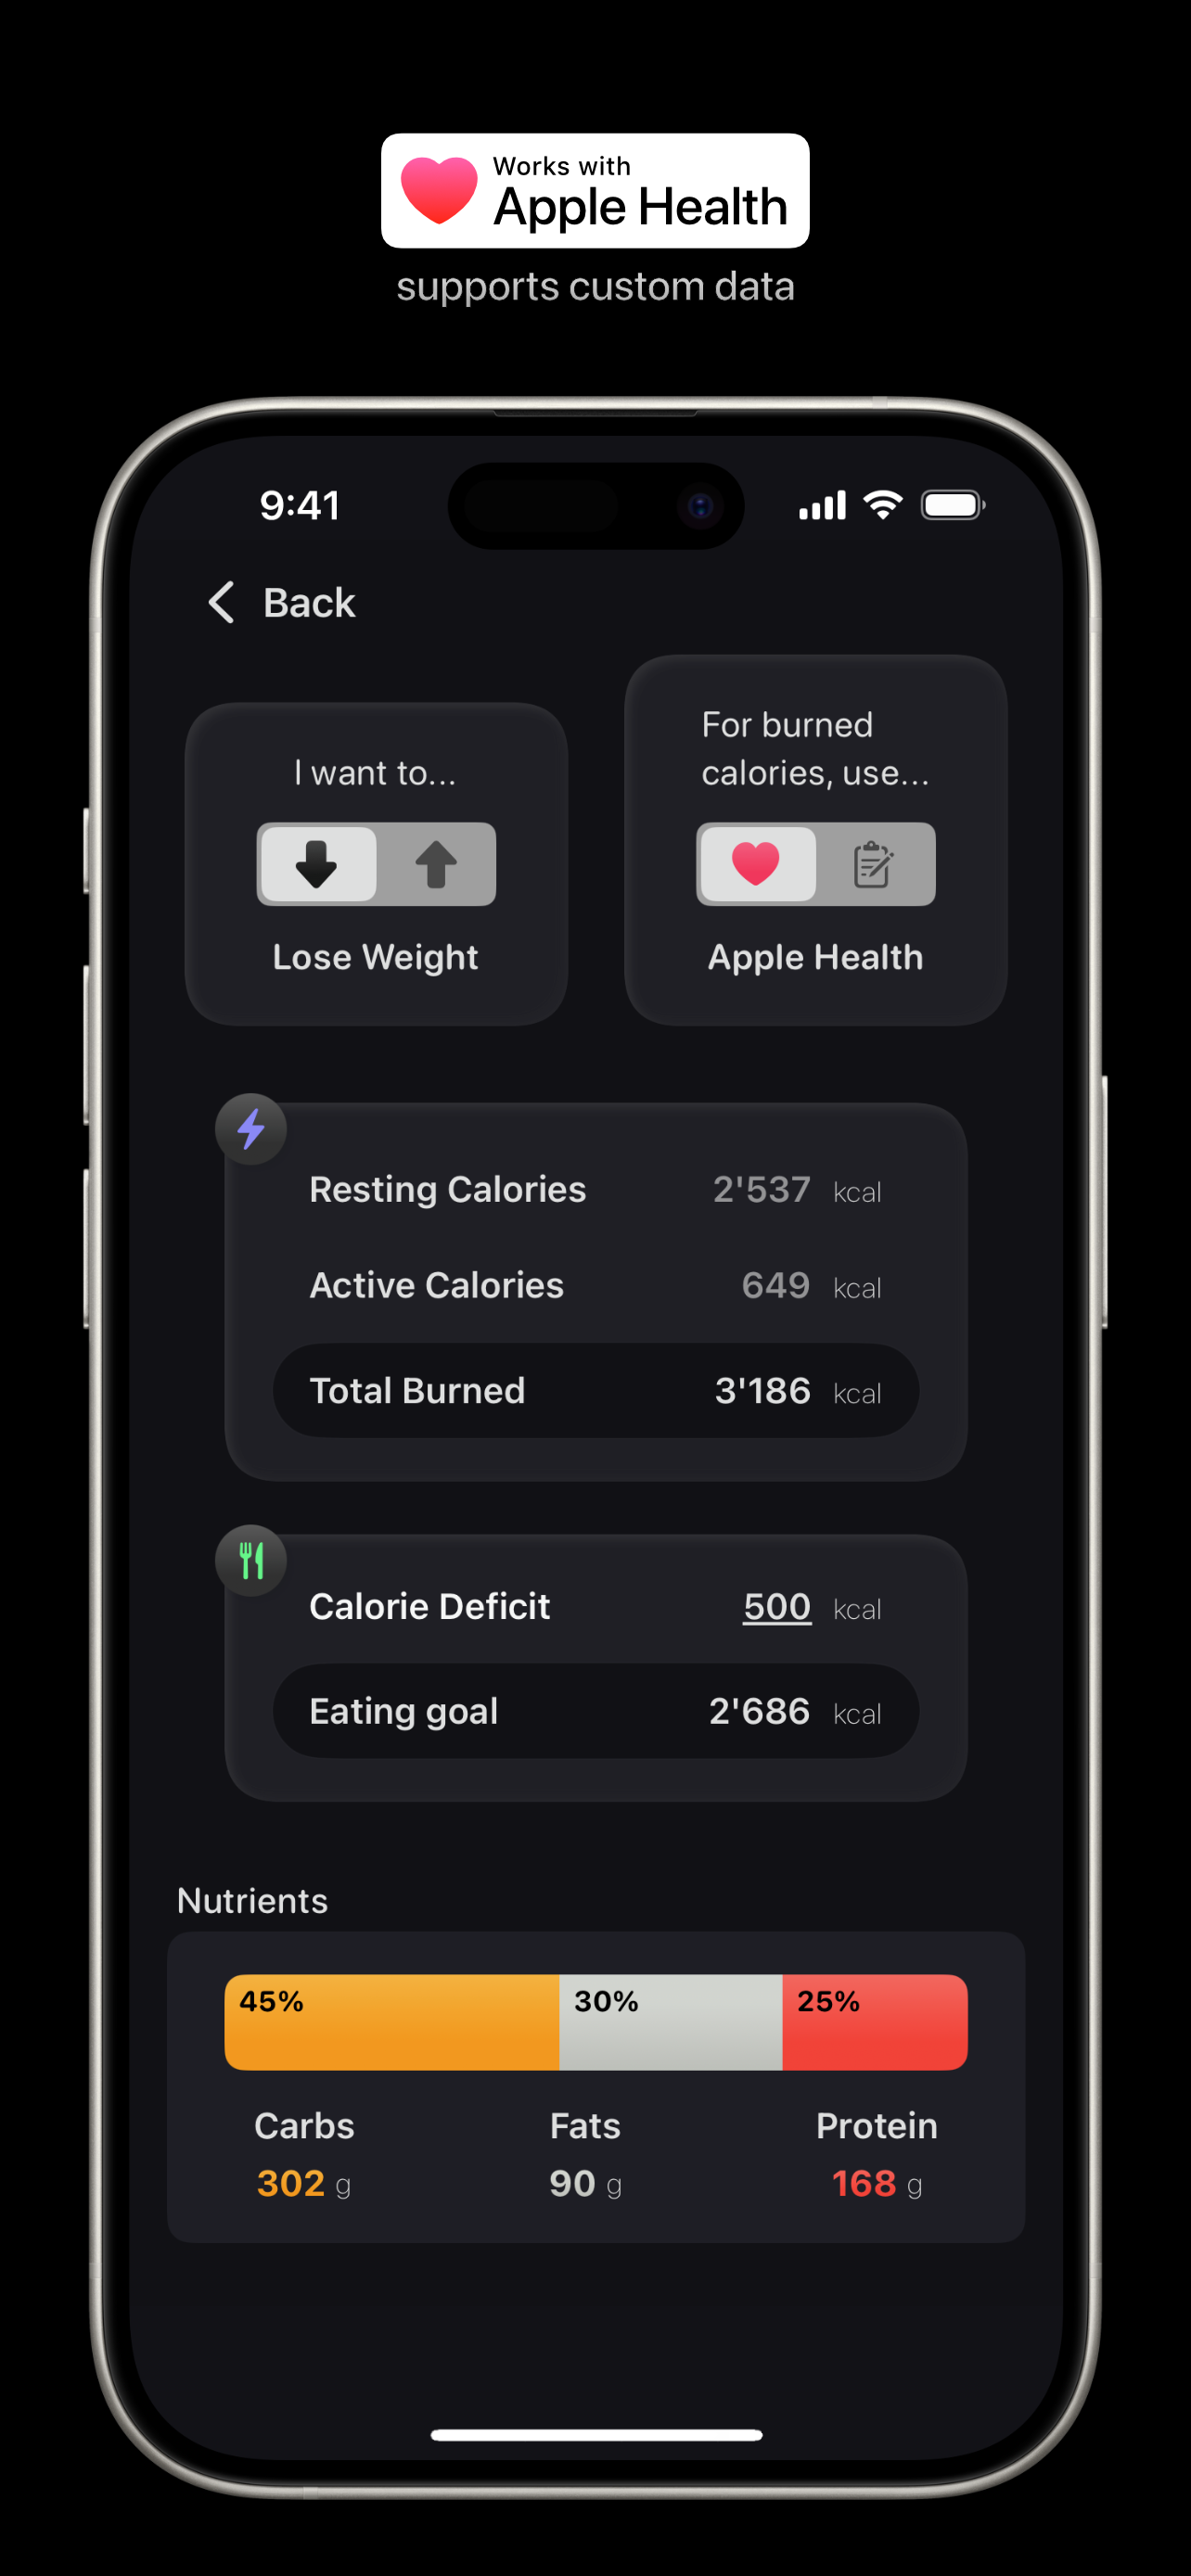 Works with
Apple Health
supports custom data
9:41
Back
I want to...
Lose Weight
For burned
calories, use...
Apple Health
Resting Calories 2'537 kcal
Active Calories 649 kcal
Total Burned 3'186 kcal
Calorie Deficit 500 kcal
Eating goal 2'686 kcal
Nutrients
45% 30% 25%
Carbs Fats Protein
302 g 90 g 168 g